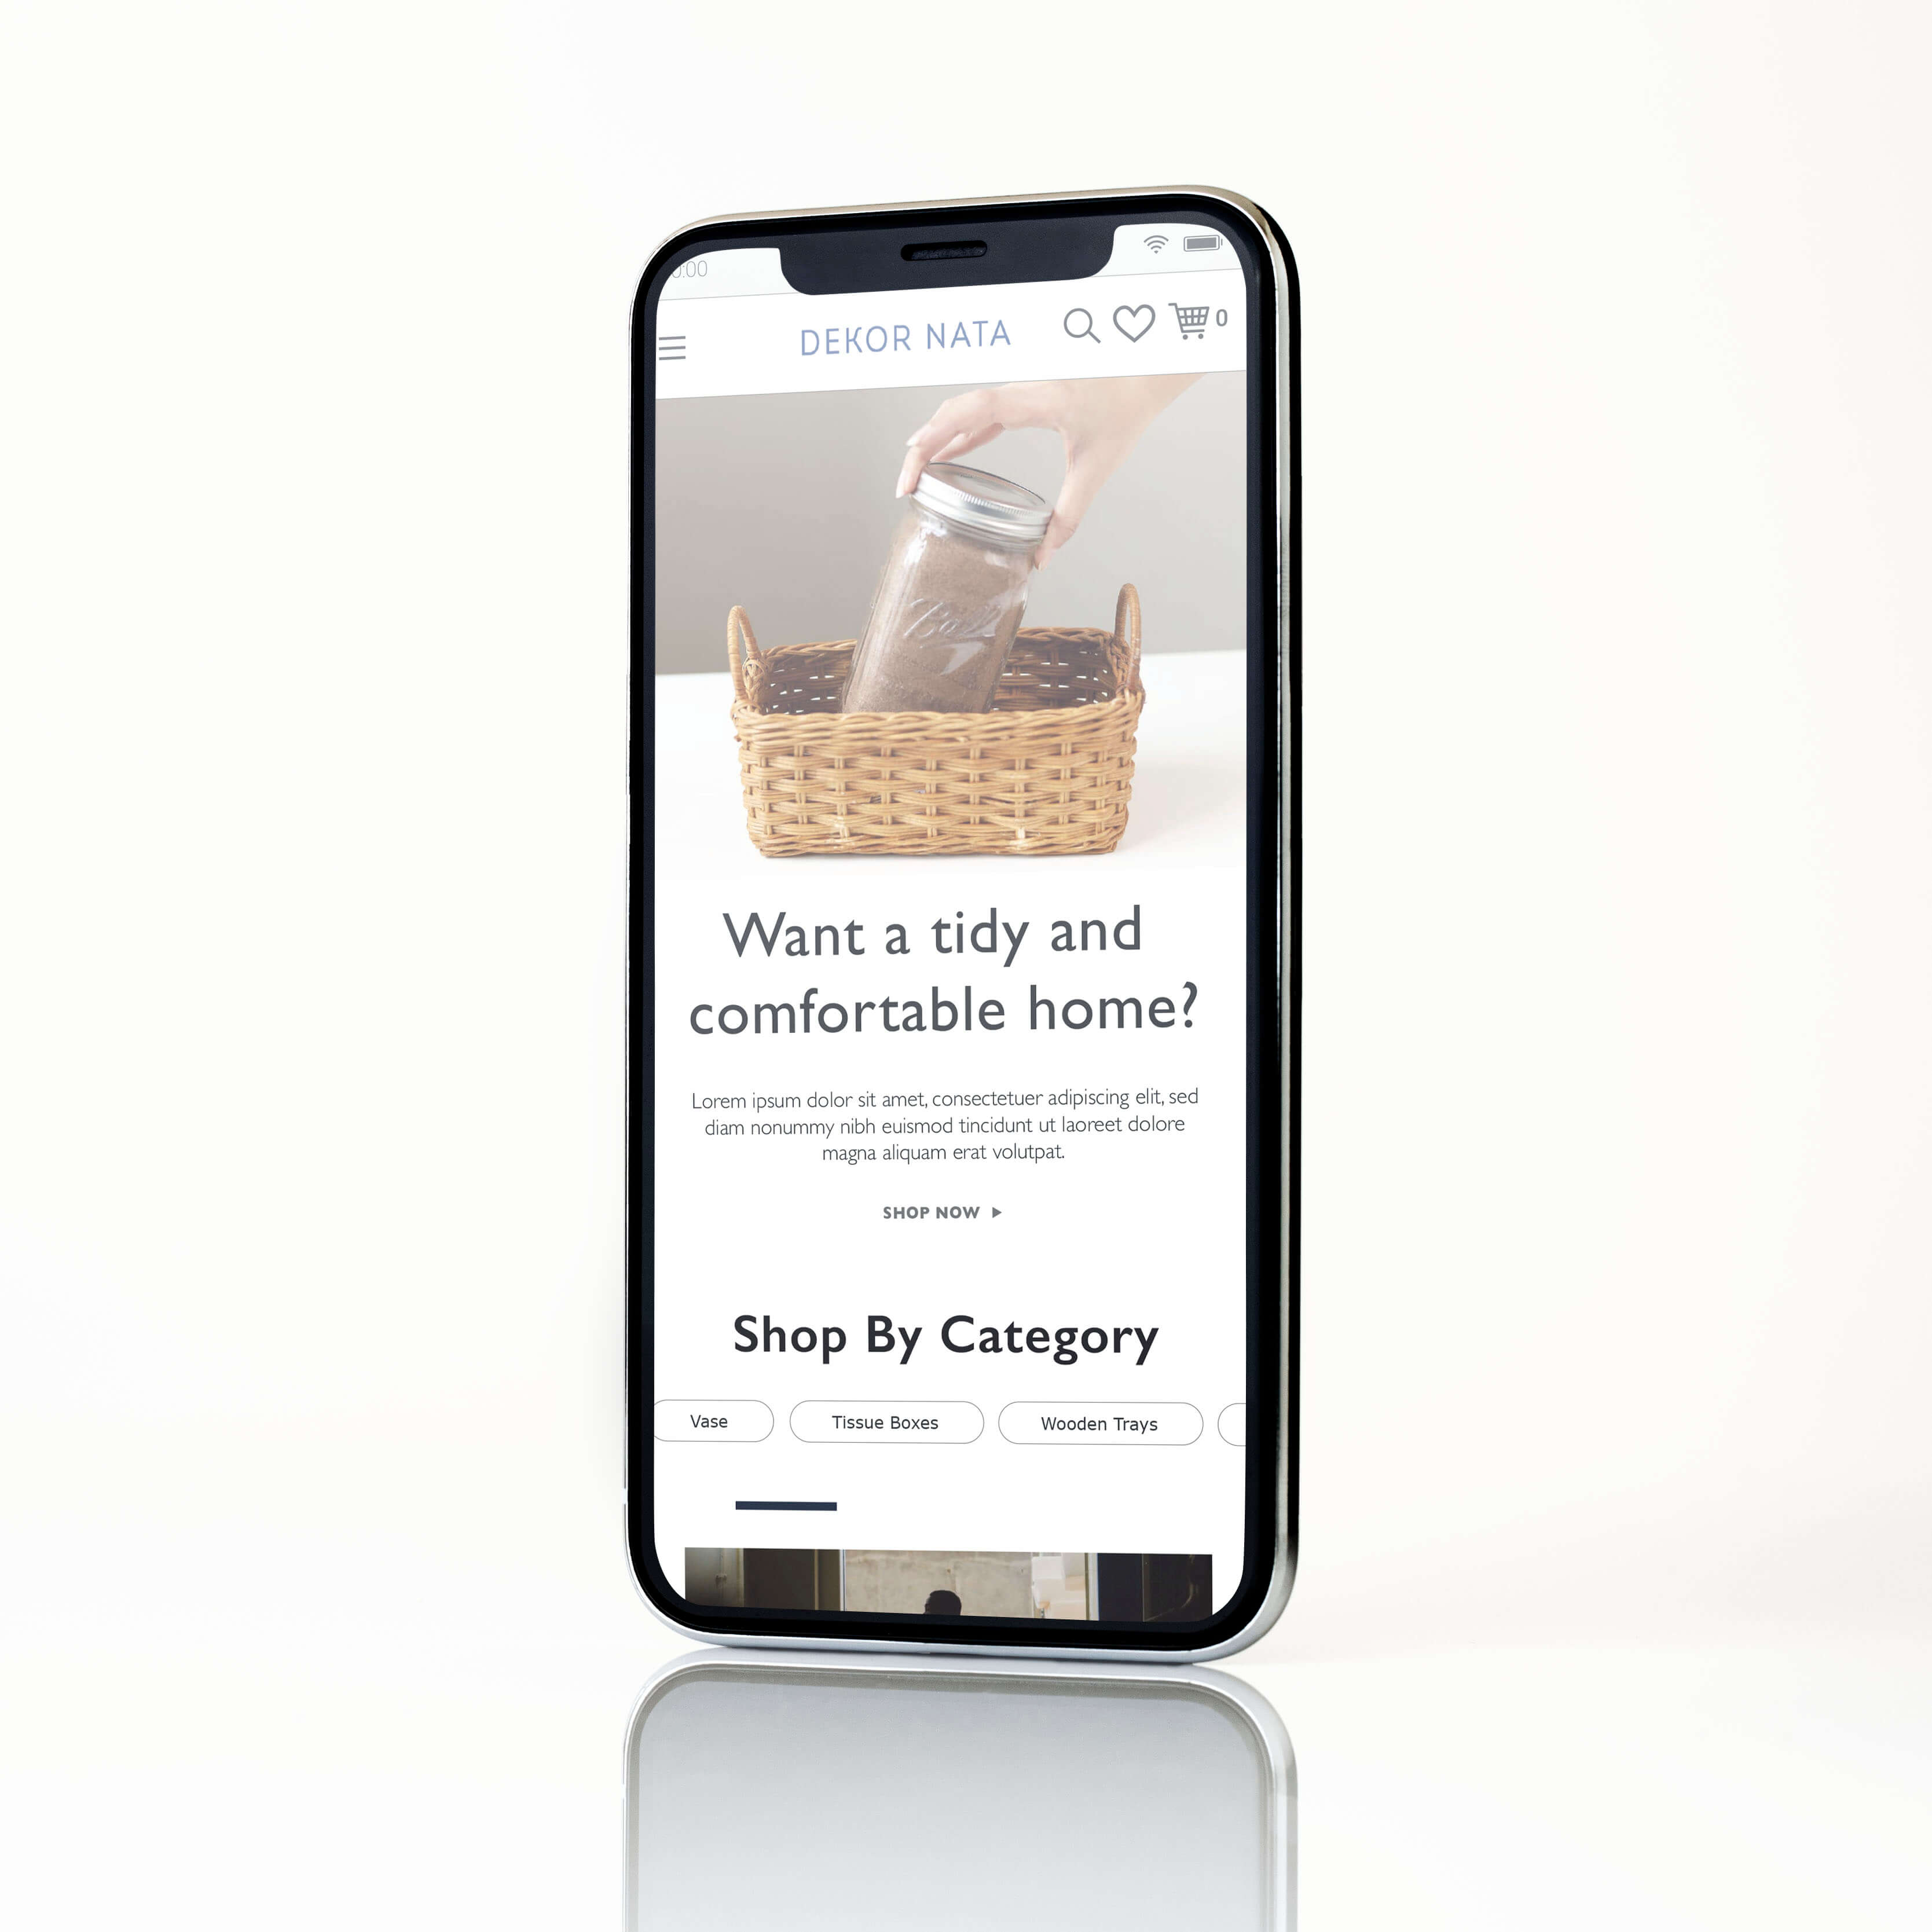 DEKOR NATA
0
Want a tidy and
comfortable home?
Lorem ipsum dolor sit amet, consectetuer adipiscing elit, sed
diam nonummy nibh euismod tincidunt ut laoreet dolore
magna aliquam erat volutpat.
SHOP NOW
Shop By Category
Vase
Tissue Boxes
Wooden Trays